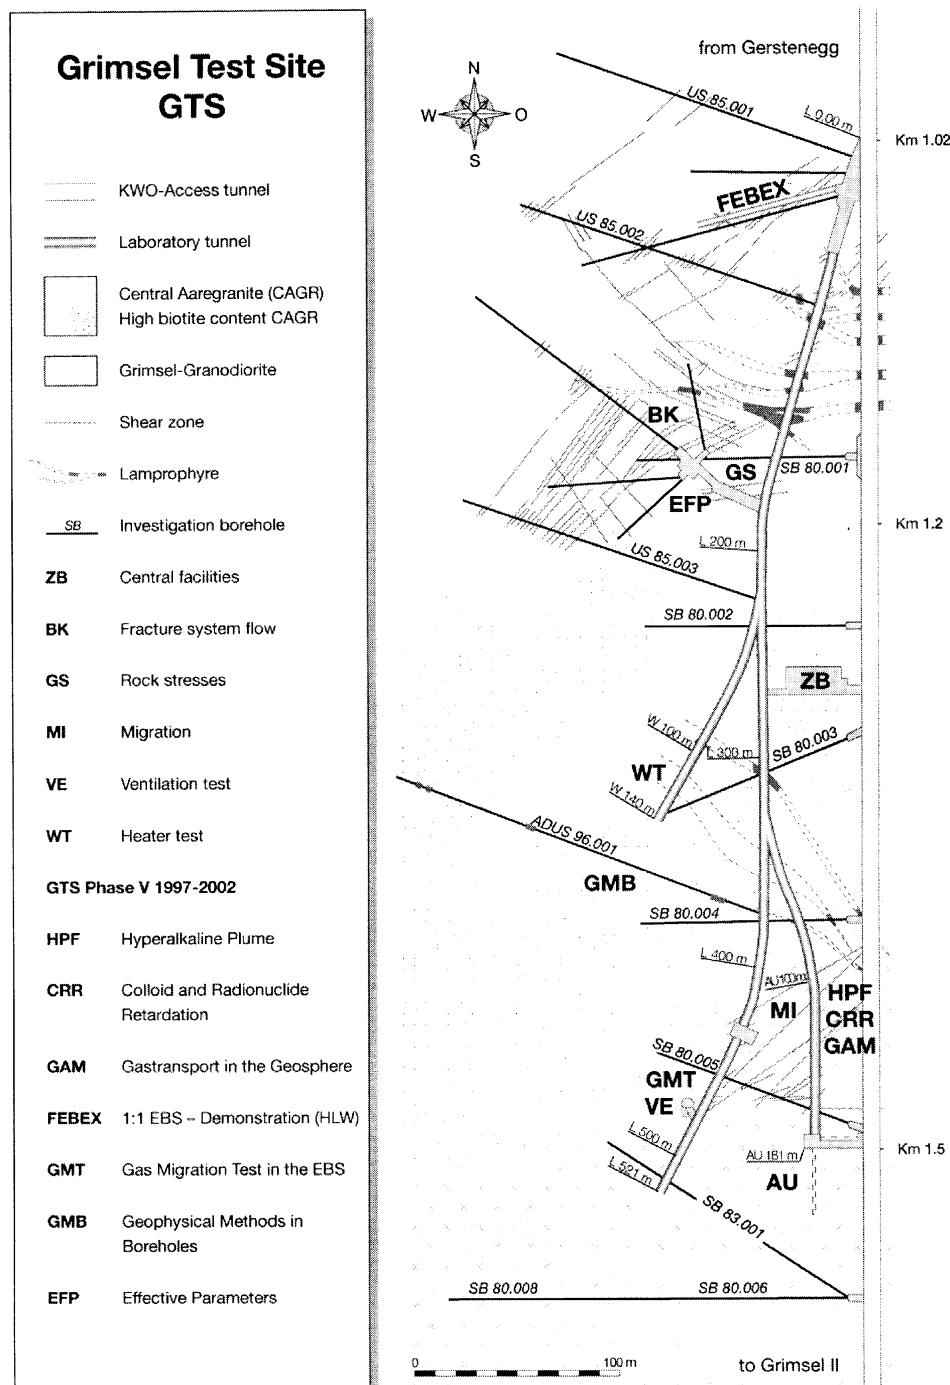 Grimsel Test Site
GTS
KWO-Access tunnel
Laboratory tunnel
Central Aaregranite (CAGR)
High biotite content CAGR
Grimsel-Granodiorite
Shear zone
Lamprophyre
SB Investigation borehole
ZB Central facilities
BK Fracture system flow
GS Rock stresses
MI Migration
VE Ventilation test
WT Heater test
GTS Phase V 1997-2002
HPF Hyperalkaline Plume
CRR Colloid and Radionuclide
Retardation
GAM Gastransport in the Geosphere
FEBEX 1:1 EBS – Demonstration (HLW)
GMT Gas Migration Test in the EBS
GMB Geophysical Methods in
Boreholes
EFP Effective Parameters
from Gerstenegg
N
W O
S
US 85.001
L 0.00 m
Km 1.02
FEBEX
US 85.002
BK
GS
SB 80.001
EFP
Km 1.2
L 200 m
US 85.003
SB 80.002
ZB
W 100 m
L 300 m
SB 80.003
WT
W 140 m
ADUS 96.001
GMB
SB 80.004
L 400 m
AU 100m
MI
HPF
CRR
GAM
SB 80.005
GMT
VE
L 500 m
L 521 m
AU 181 m
Km 1.5
AU
SB 83.001
SB 80.008
SB 80.006
0 100 m
to Grimsel II